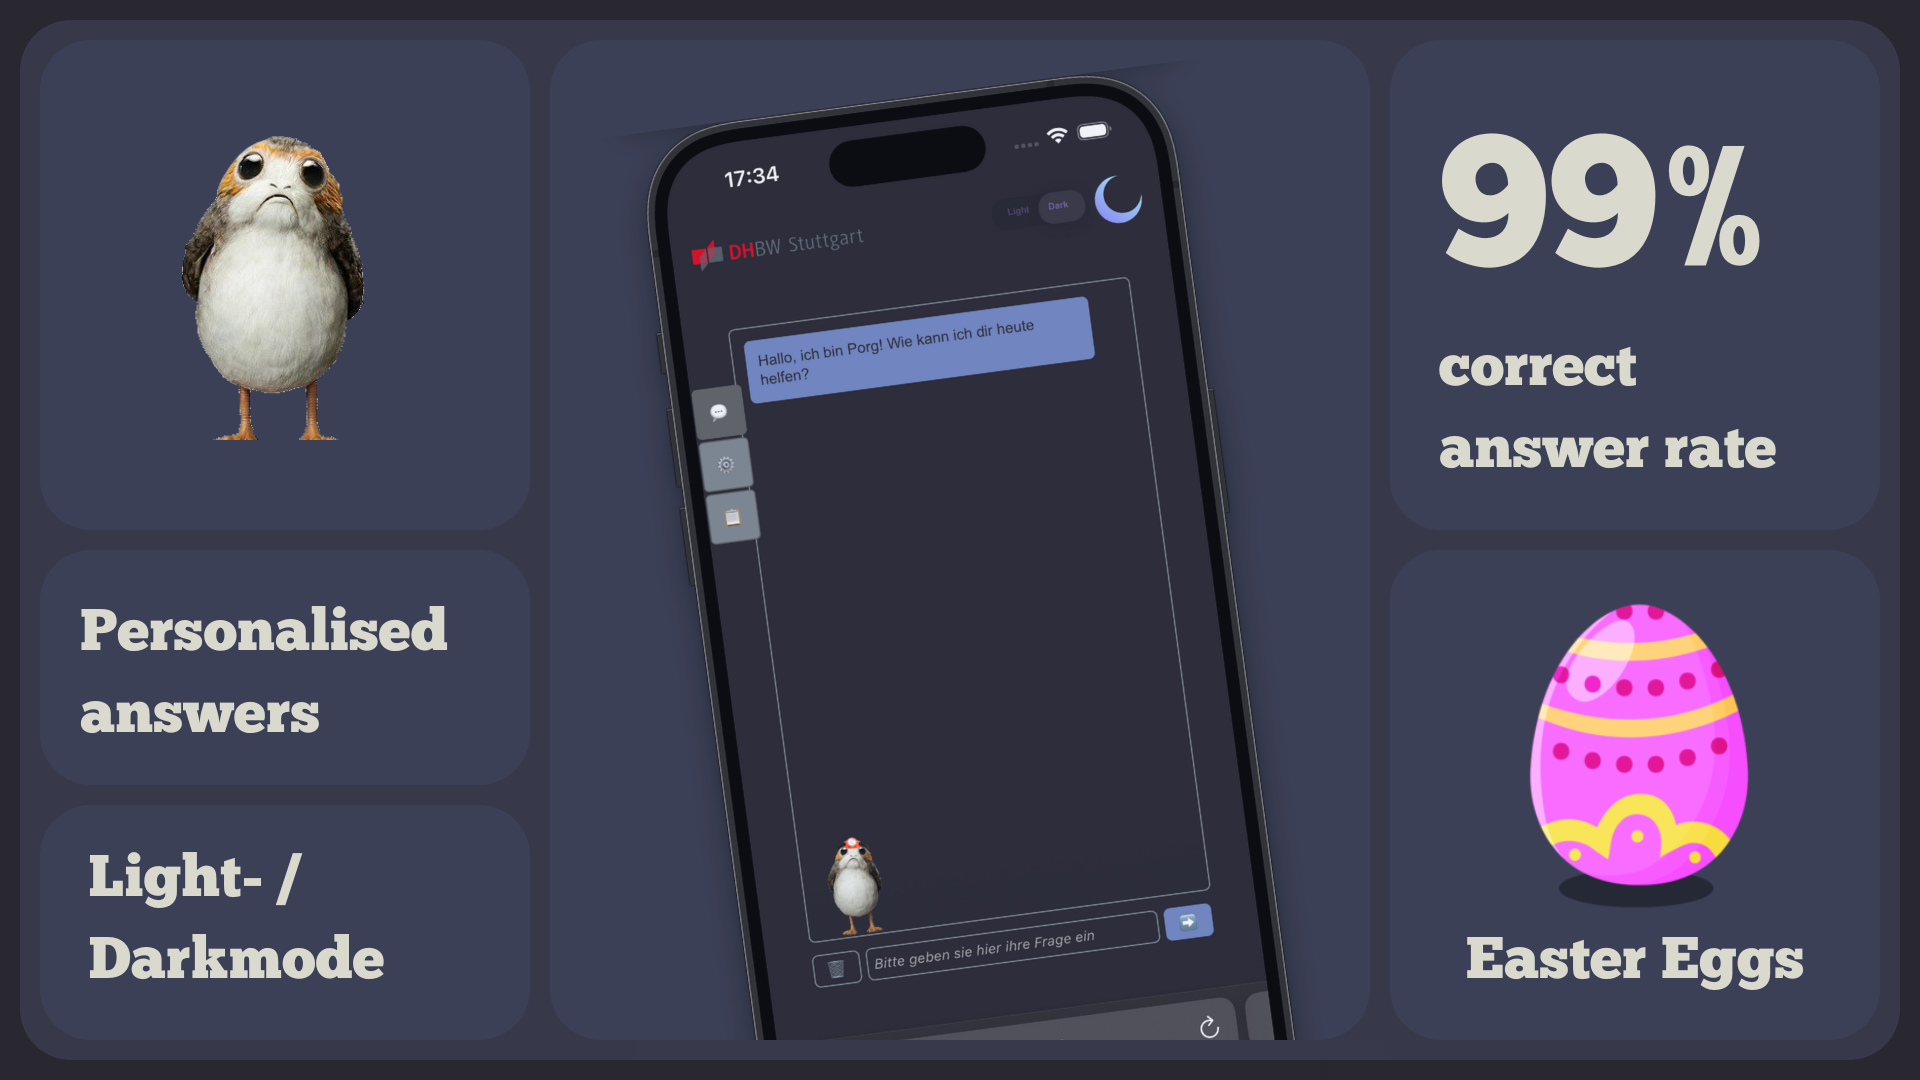 Personalised
answers
Light- /
Darkmode
17:34
Light Dark
DHBW Stuttgart
Hallo, ich bin Porg! Wie kann ich dir heute
helfen?
Bitte geben sie hier ihre Frage ein
99%
correct
answer rate
Easter Eggs